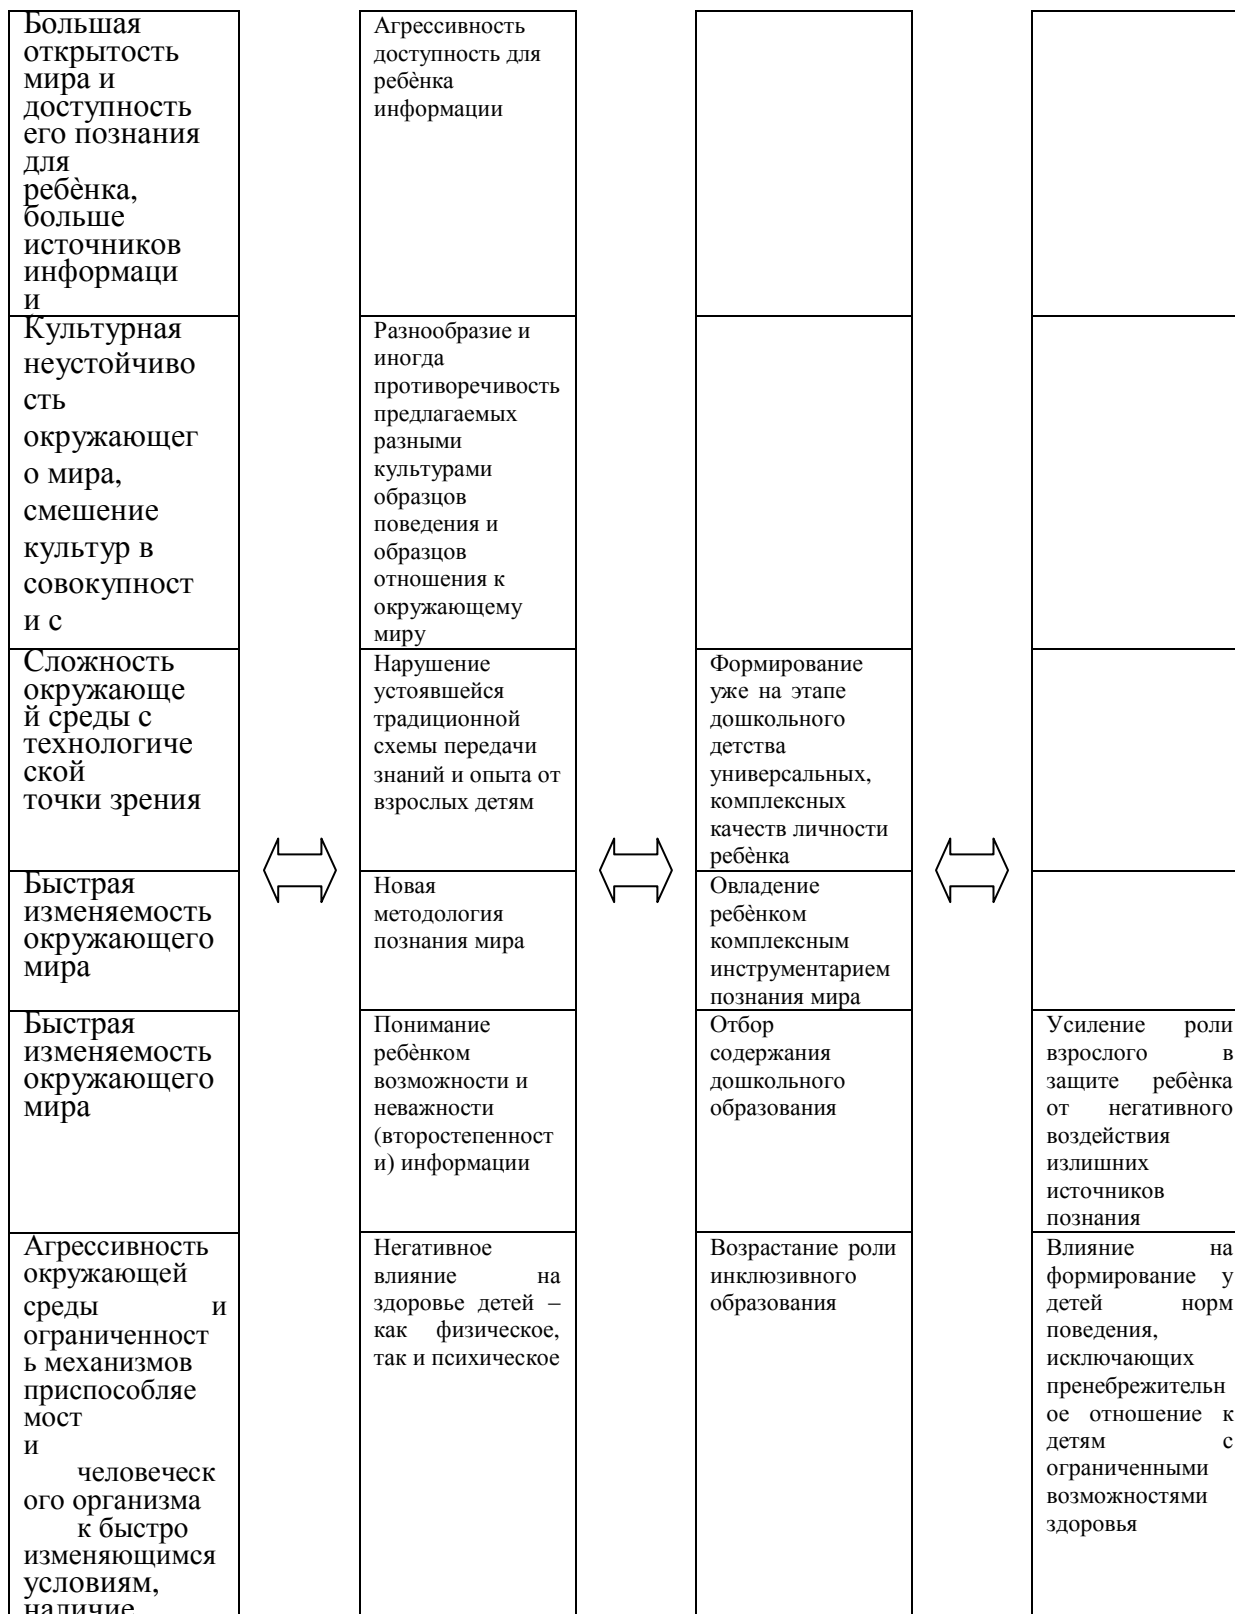 Большая
открытость
мира и
доступность
его познания
для
ребѐнка,
больше
источников
информаци
и
Агрессивность
доступность для
ребѐнка
информации
Культурная
неустойчиво
сть
окружающег
о мира,
смешение
культур в
совокупност
и с
Разнообразие и
иногда
противоречивость
предлагаемых
разными
культурами
образцов
поведения и
образцов
отношения к
окружающему
миру
Сложность
окружающе
й среды с
технологиче
ской
точки зрения
Нарушение
устоявшейся
традиционной
схемы передачи
знаний и опыта от
взрослых детям
Формирование
уже на этапе
дошкольного
детства
универсальных,
комплексных
качеств личности
ребѐнка
Быстрая
изменяемость
окружающего
мира
Новая
методология
познания мира
Овладение
ребѐнком
комплексным
инструментарием
познания мира
Быстрая
изменяемость
окружающего
мира
Понимание
ребѐнком
возможности и
неважности
(второстепенност
и) информации
Отбор
содержания
дошкольного
образования
Усиление роли
взрослого в
защите ребѐнка
от негативного
воздействия
излишних
источников
познания
Агрессивность
окружающей
среды и
ограниченност
ь механизмов
приспособляе
мост
и
человеческ
ого организма
к быстро
изменяющимся
условиям,
наличие
Негативное
влияние на
здоровье детей –
как физическое,
так и психическое
Возрастание роли
инклюзивного
образования
Влияние на
формирование у
детей норм
поведения,
исключающих
пренебрежительн
ое отношение к
детям с
ограниченными
возможностями
здоровья